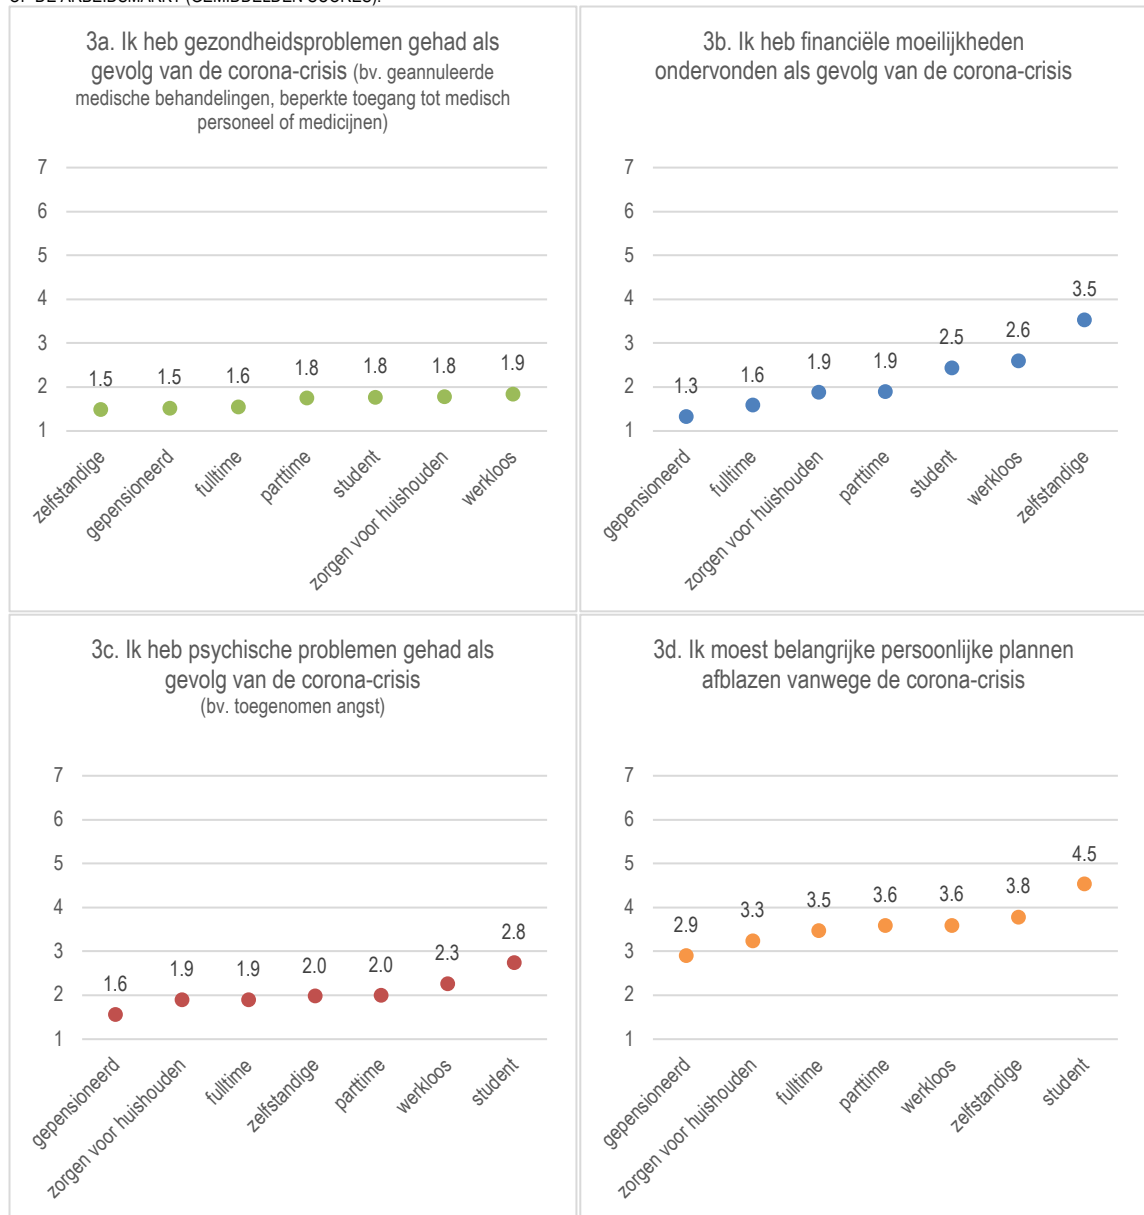 OP DE ARBEIDSMARKT (GEMIDDELDEN SCORES).
3a. Ik heb gezondheidsproblemen gehad als
gevolg van de corona-crisis (bv. geannuleerde
medische behandelingen, beperkte toegang tot medisch
personeel of medicijnen)
7
6
5
4
3
2
1
1.5
1.5
1.6
1.8
1.8
1.8
1.9
zelfstandige
gepensioneerd
fulltime
parttime
student
zorgen voor huishouden
werkloos
3b. Ik heb financiële moeilijkheden
ondervonden als gevolg van de corona-crisis
7
6
5
4
3
2
1
1.3
1.6
1.9
1.9
2.5
2.6
3.5
gepensioneerd
fulltime
zorgen voor huishouden
parttime
student
werkloos
zelfstandige
3c. Ik heb psychische problemen gehad als
gevolg van de corona-crisis
(bv. toegenomen angst)
7
6
5
4
3
2
1
1.6
1.9
1.9
2.0
2.0
2.3
2.8
gepensioneerd
zorgen voor huishouden
fulltime
zelfstandige
parttime
werkloos
student
3d. Ik moest belangrijke persoonlijke plannen
afblazen vanwege de corona-crisis
7
6
5
4
3
2
1
2.9
3.3
3.5
3.6
3.6
3.8
4.5
gepensioneerd
zorgen voor huishouden
fulltime
parttime
werkloos
zelfstandige
student